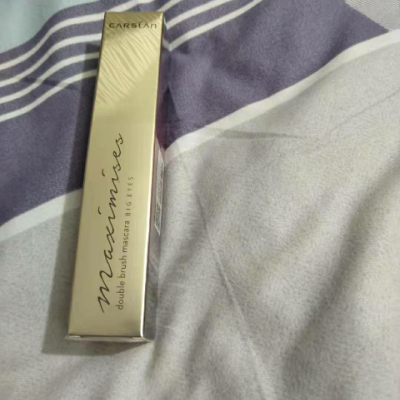 CARSLAN
maximises
double brush mascara BIG EYES